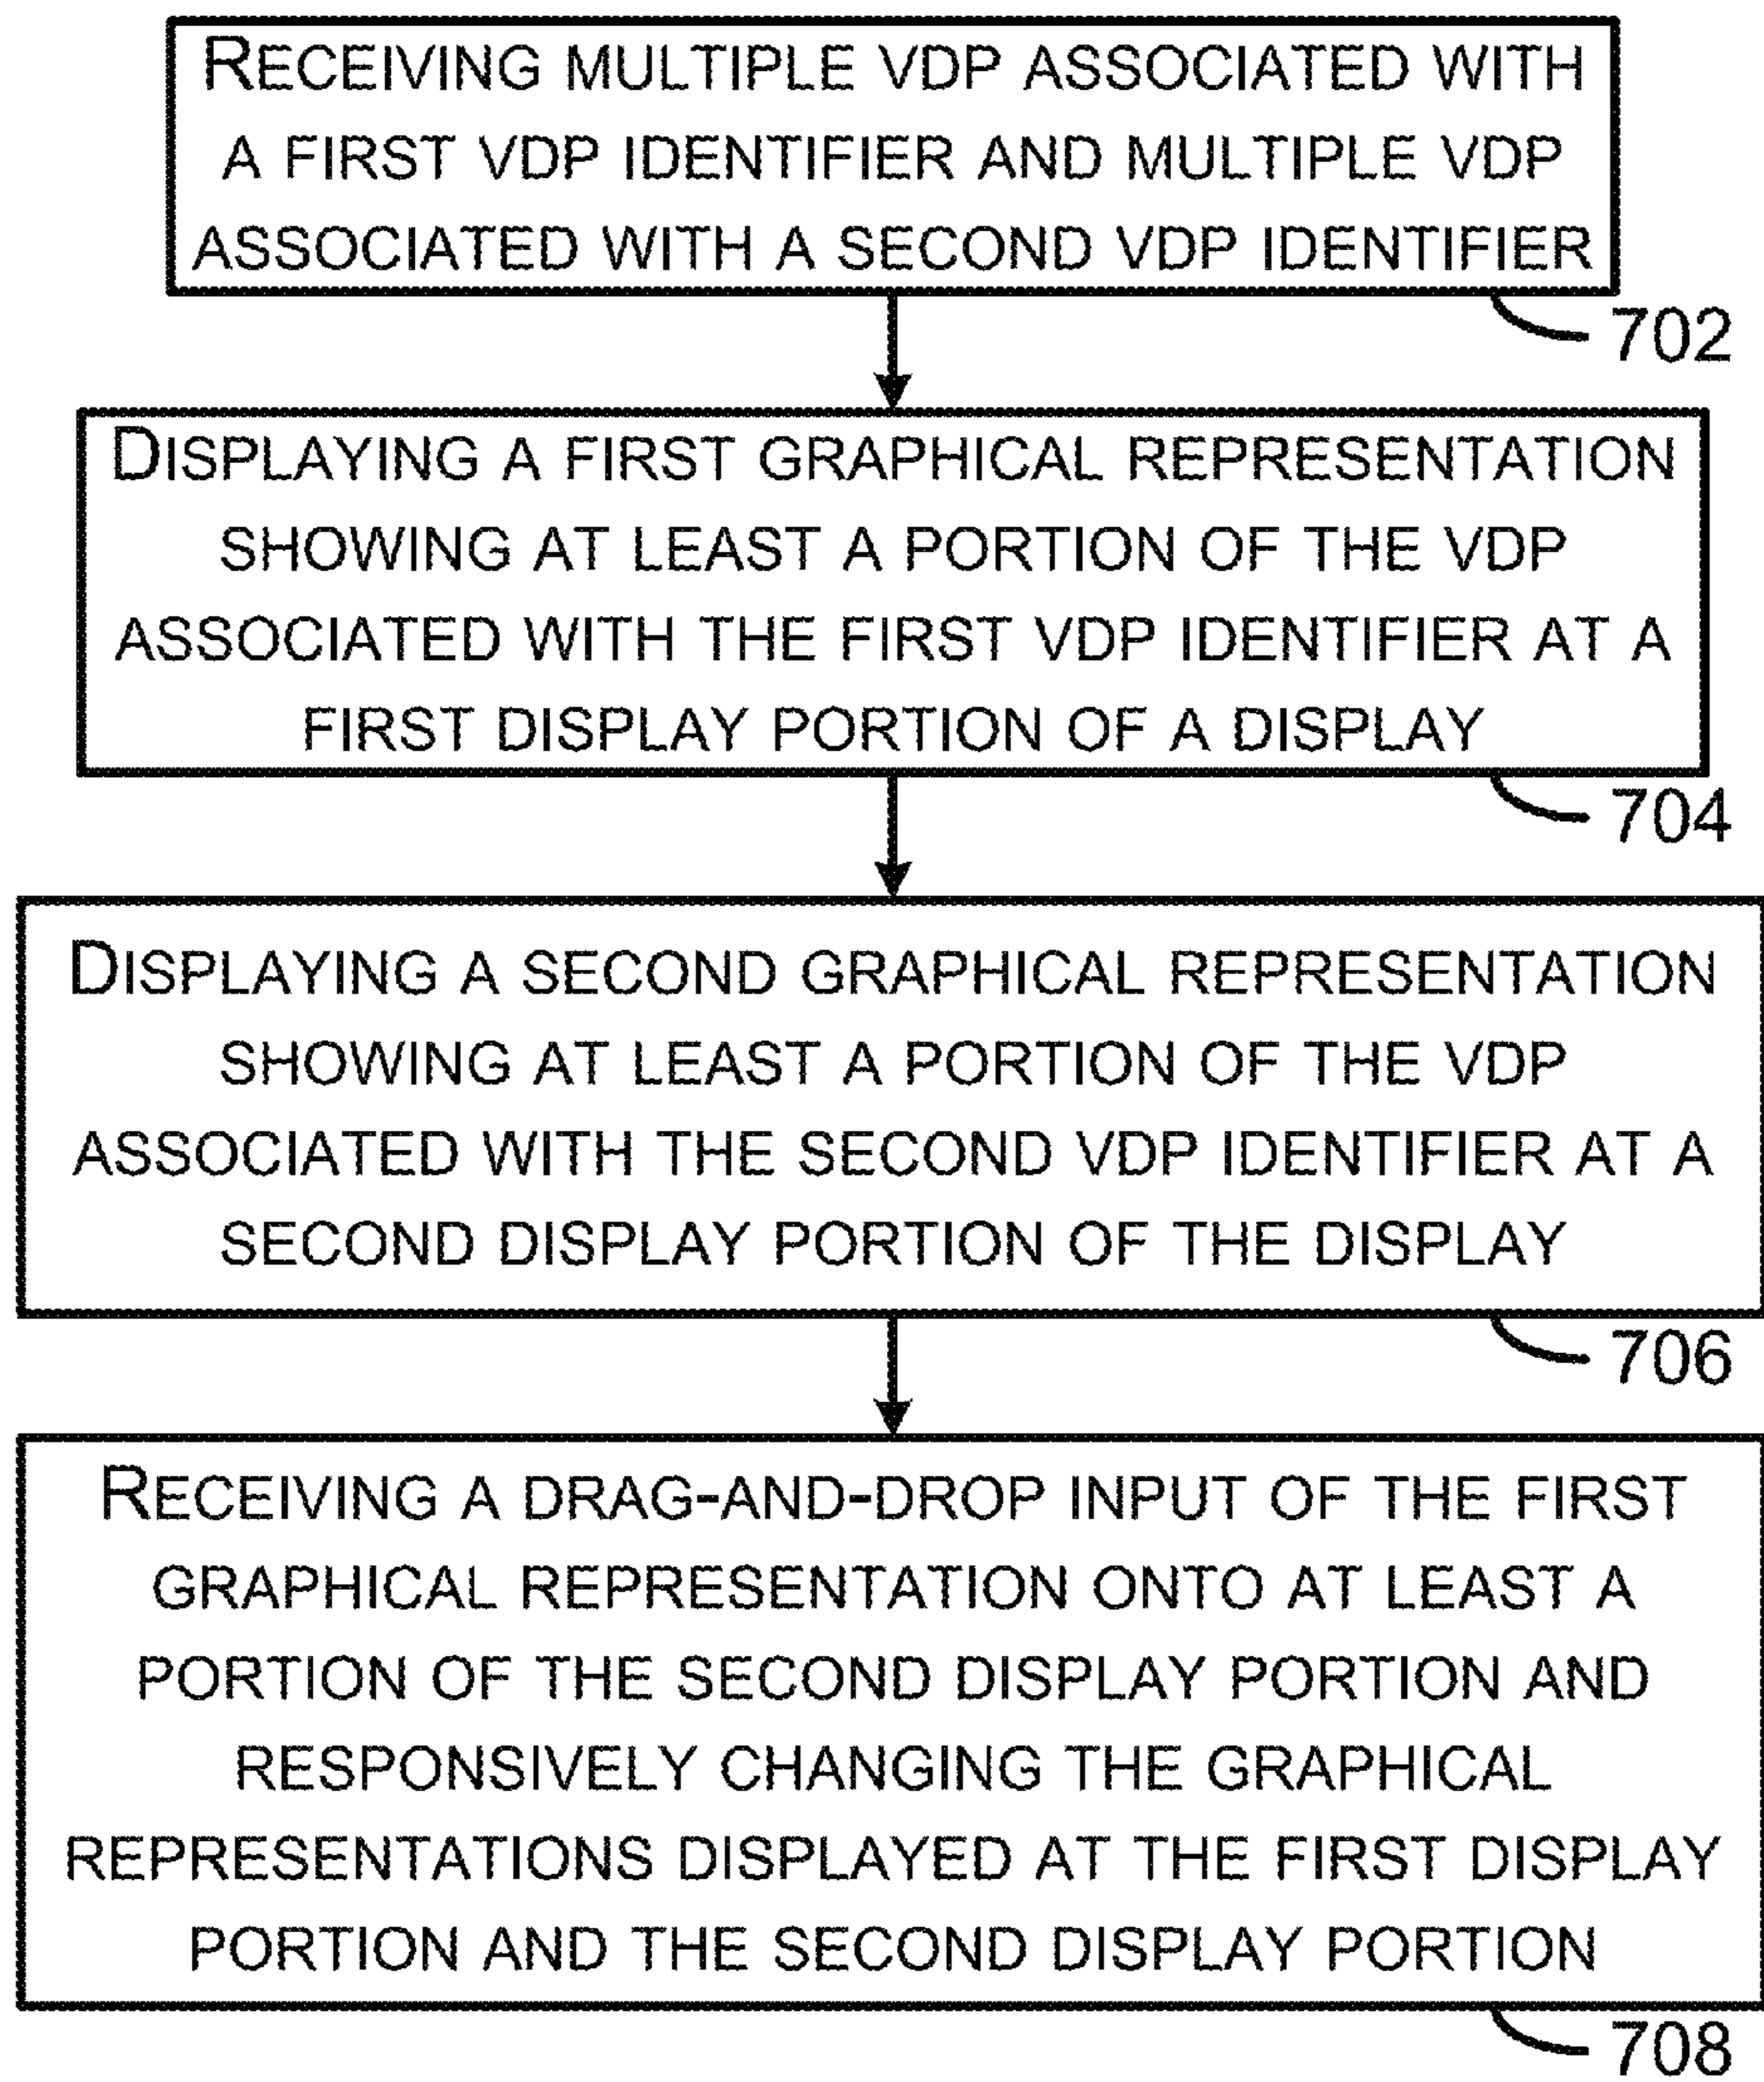 RECEIVING MULTIPLE VDP ASSOCIATED WITH
A FIRST VDP IDENTIFIER AND MULTIPLE VDP
ASSOCIATED WITH A SECOND VDP IDENTIFIER
702
DISPLAYING A FIRST GRAPHICAL REPRESENTATION
SHOWING AT LEAST A PORTION OF THE VDP
ASSOCIATED WITH THE FIRST VDP IDENTIFIER AT A
FIRST DISPLAY PORTION OF A DISPLAY
704
DISPLAYING A SECOND GRAPHICAL REPRESENTATION
SHOWING AT LEAST A PORTION OF THE VDP
ASSOCIATED WITH THE SECOND VDP IDENTIFIER AT A
SECOND DISPLAY PORTION OF THE DISPLAY
706
RECEIVING A DRAG-AND-DROP INPUT OF THE FIRST
GRAPHICAL REPRESENTATION ONTO AT LEAST A
PORTION OF THE SECOND DISPLAY PORTION AND
RESPONSIVELY CHANGING THE GRAPHICAL
REPRESENTATIONS DISPLAYED AT THE FIRST DISPLAY
PORTION AND THE SECOND DISPLAY PORTION
708